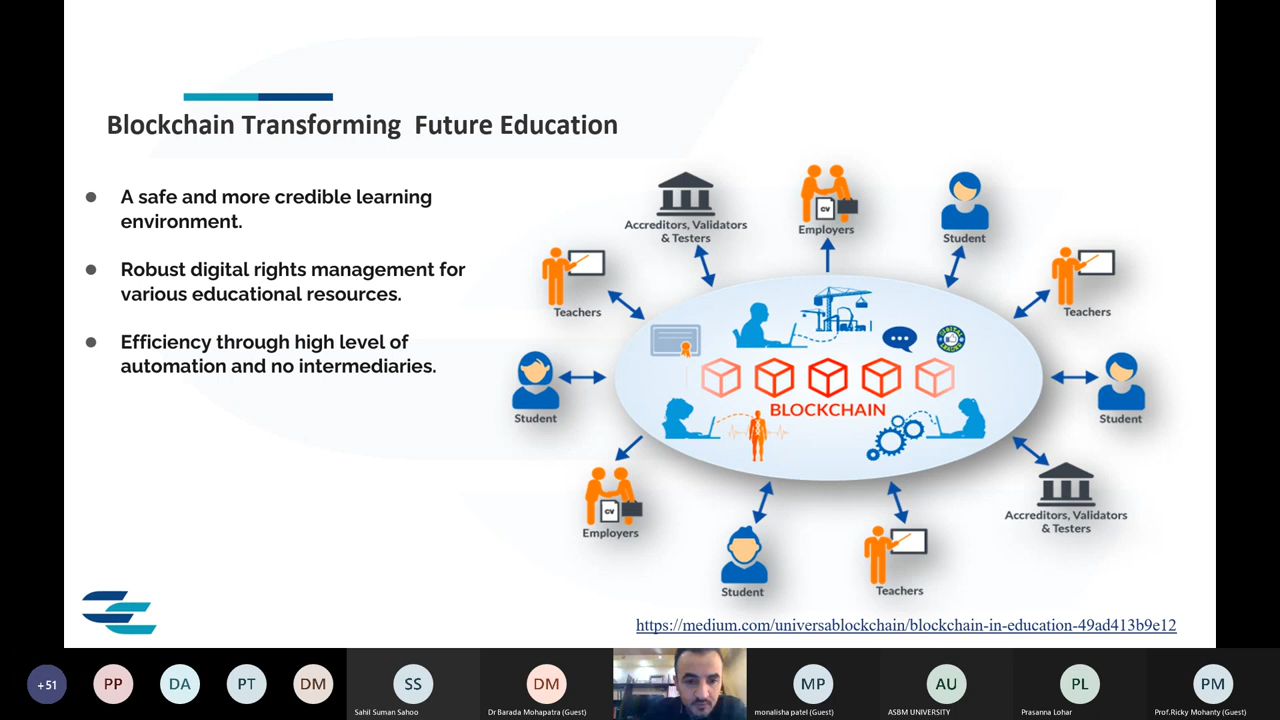 Blockchain Transforming Future Education
● A safe and more credible learning
environment.
● Robust digital rights management for
various educational resources.
● Efficiency through high level of
automation and no intermediaries.
Accreditors, Validators
& Testers
Employers
CV
Student
Teachers
Teachers
Student
BLOCKCHAIN
Student
Employers
CV
Accreditors, Validators
& Testers
Student
Teachers
https://medium.com/universablockchain/blockchain-in-education-49ad413b9e12
+51
PP
DA
PT
DM
SS
Sahil Suman Sahoo
DM
Dr Barada Mohapatra (Guest)
MP
monalisha patel (Guest)
AU
ASBM UNIVERSITY
PL
Prasanna Lohar
PM
Prof.Ricky Mohanty (Guest)